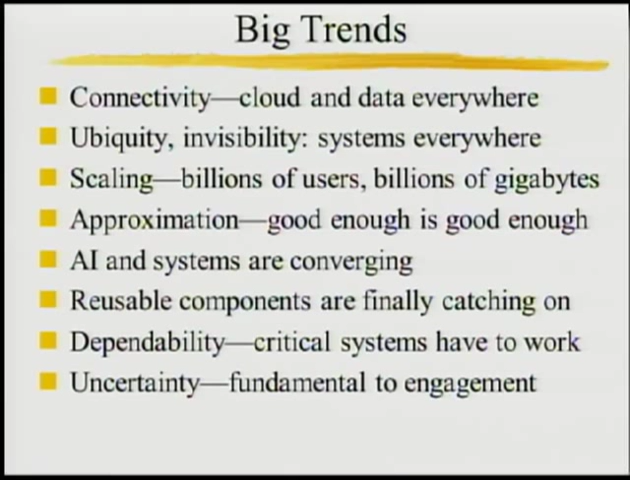 Big Trends
Connectivity—cloud and data everywhere
Ubiquity, invisibility: systems everywhere
Scaling—billions of users, billions of gigabytes
Approximation—good enough is good enough
AI and systems are converging
Reusable components are finally catching on
Dependability—critical systems have to work
Uncertainty—fundamental to engagement